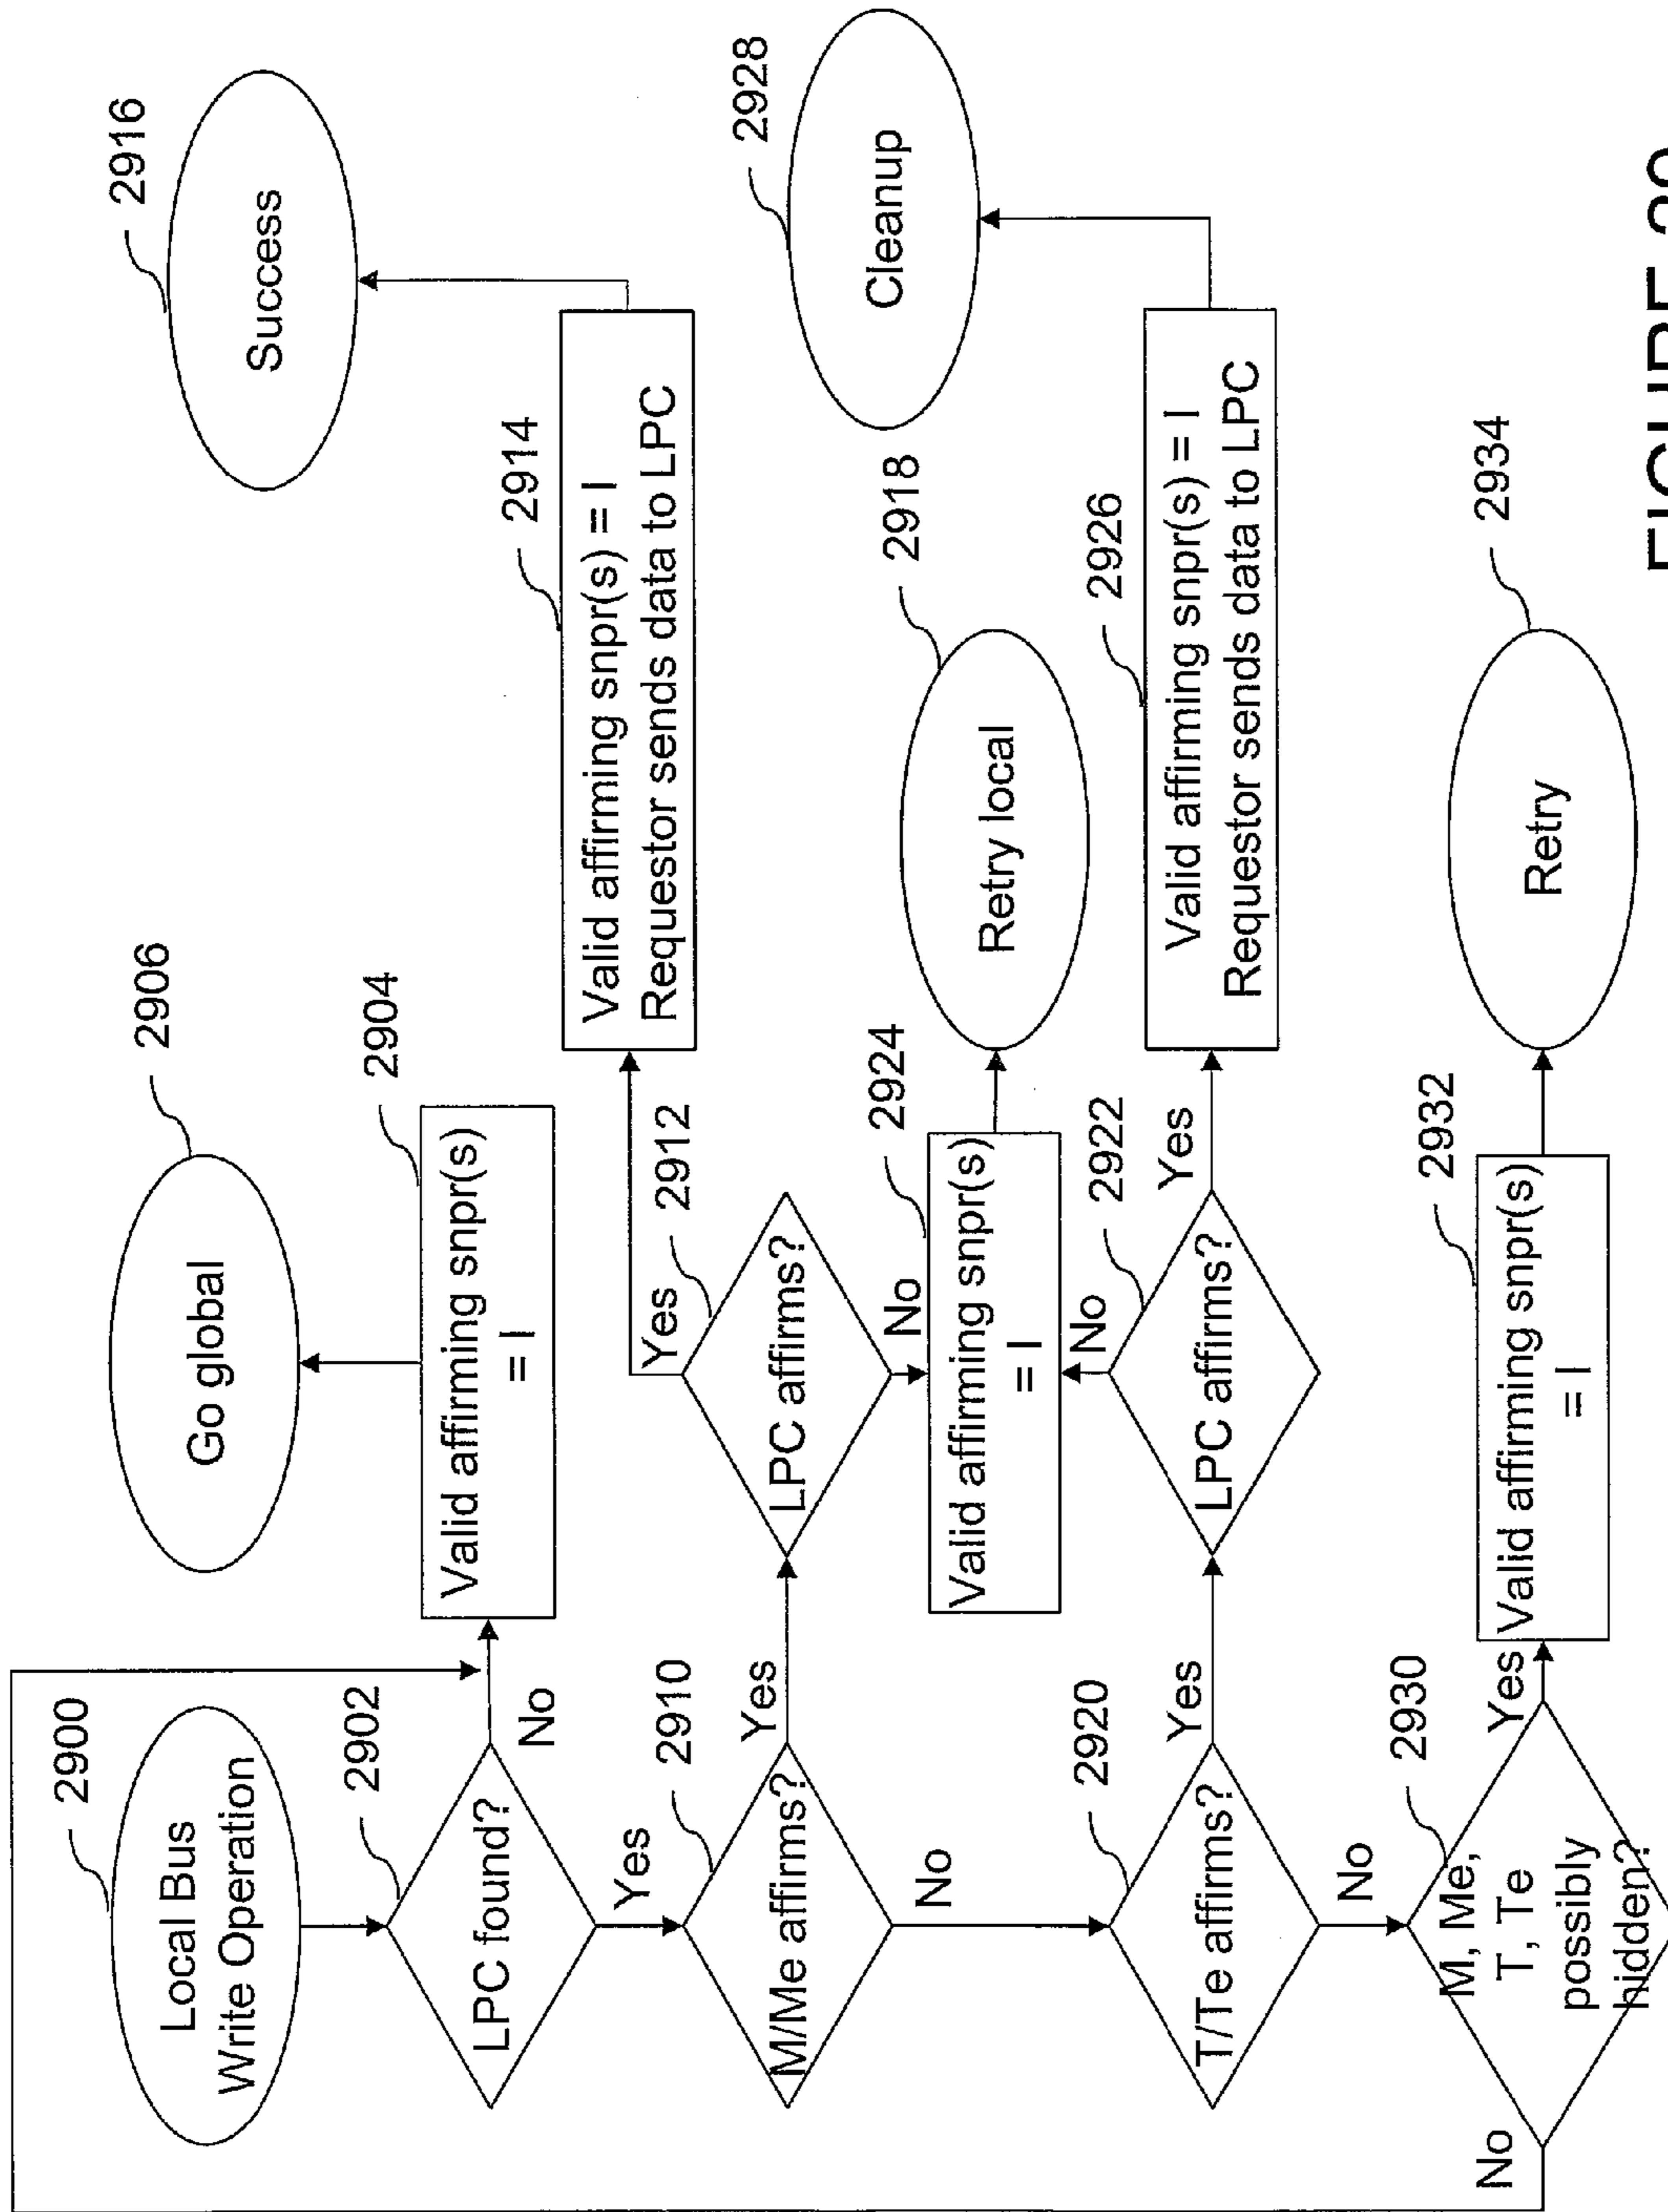 2900
Local Bus
Write Operation
2902
LPC found?
No
Yes
2904
Valid affirming snpr(s)
= I
2906
Go global
2910
M/Me affirms?
Yes
No
2912
LPC affirms?
Yes
No
2914
Valid affirming snpr(s) = I
Requestor sends data to LPC
2916
Success
2924
Valid affirming snpr(s)
= I
2918
Retry local
2920
T/Te affirms?
Yes
No
2922
LPC affirms?
No
Yes
2926
Valid affirming snpr(s) = I
Requestor sends data to LPC
2928
Cleanup
2930
M, Me,
T, Te
possibly
hidden?
No
Yes
2932
Valid affirming snpr(s)
= I
2934
Retry
FIGURE 29